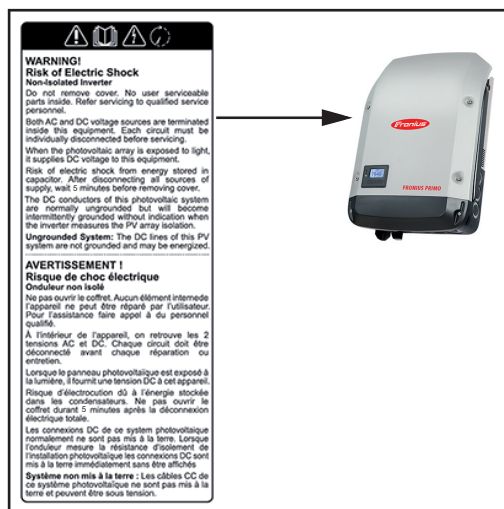 WARNING!
Risk of Electric Shock
Non-Isolated Inverter
Do not remove cover. No user serviceable
parts inside. Refer servicing to qualified service
personnel.
Both AC and DC voltage sources are terminated
inside this equipment. Each circuit must be
individually disconnected before servicing.
When the photovoltaic array is exposed to light,
it supplies DC voltage to this equipment.
Risk of electric shock from energy stored in
capacitor. After disconnecting all sources of
supply, wait 5 minutes before removing cover.
The DC conductors of this photovoltaic system
are normally ungrounded but will become
intermittently grounded without indication when
the inverter measures the PV array isolation.
Ungrounded System: The DC lines of this PV
system are not grounded and may be energized.
AVERTISSEMENT !
Risque de choc électrique
Onduleur non isolé
Ne pas ouvrir le coffret. Aucun élément internede
l'appareil ne peut être réparé par l'utilisateur.
Pour l'assistance faire appel à du personnel
qualifié.
À l'intérieur de l'appareil, on retrouve les 2
tensions AC et DC. Chaque circuit doit être
déconnecté avant chaque réparation ou
entretien.
Lorsque le panneau photovoltaïque est exposé à
la lumière, il fournit une tension DC à cet appareil.
Risque d'électrocution dû à l'énergie stockée
dans les condensateurs. Ne pas ouvrir le
coffret durant 5 minutes après la déconnexion
électrique totale.
Les connexions DC de ce system photovoltaique
normalement ne sont pas mis à la terre. Lorsque
l'onduleur mesure la résistance d'isolement de
l'installation photovoltaïque les connexions DC sont
mis à la terre immédiatement sans être affichés
Système non mis à la terre : Les câbles CC de
ce système photovoltaïque ne sont pas mis à la
terre et peuvent être sous tension.
Fronius
FRONIUS PRIMO